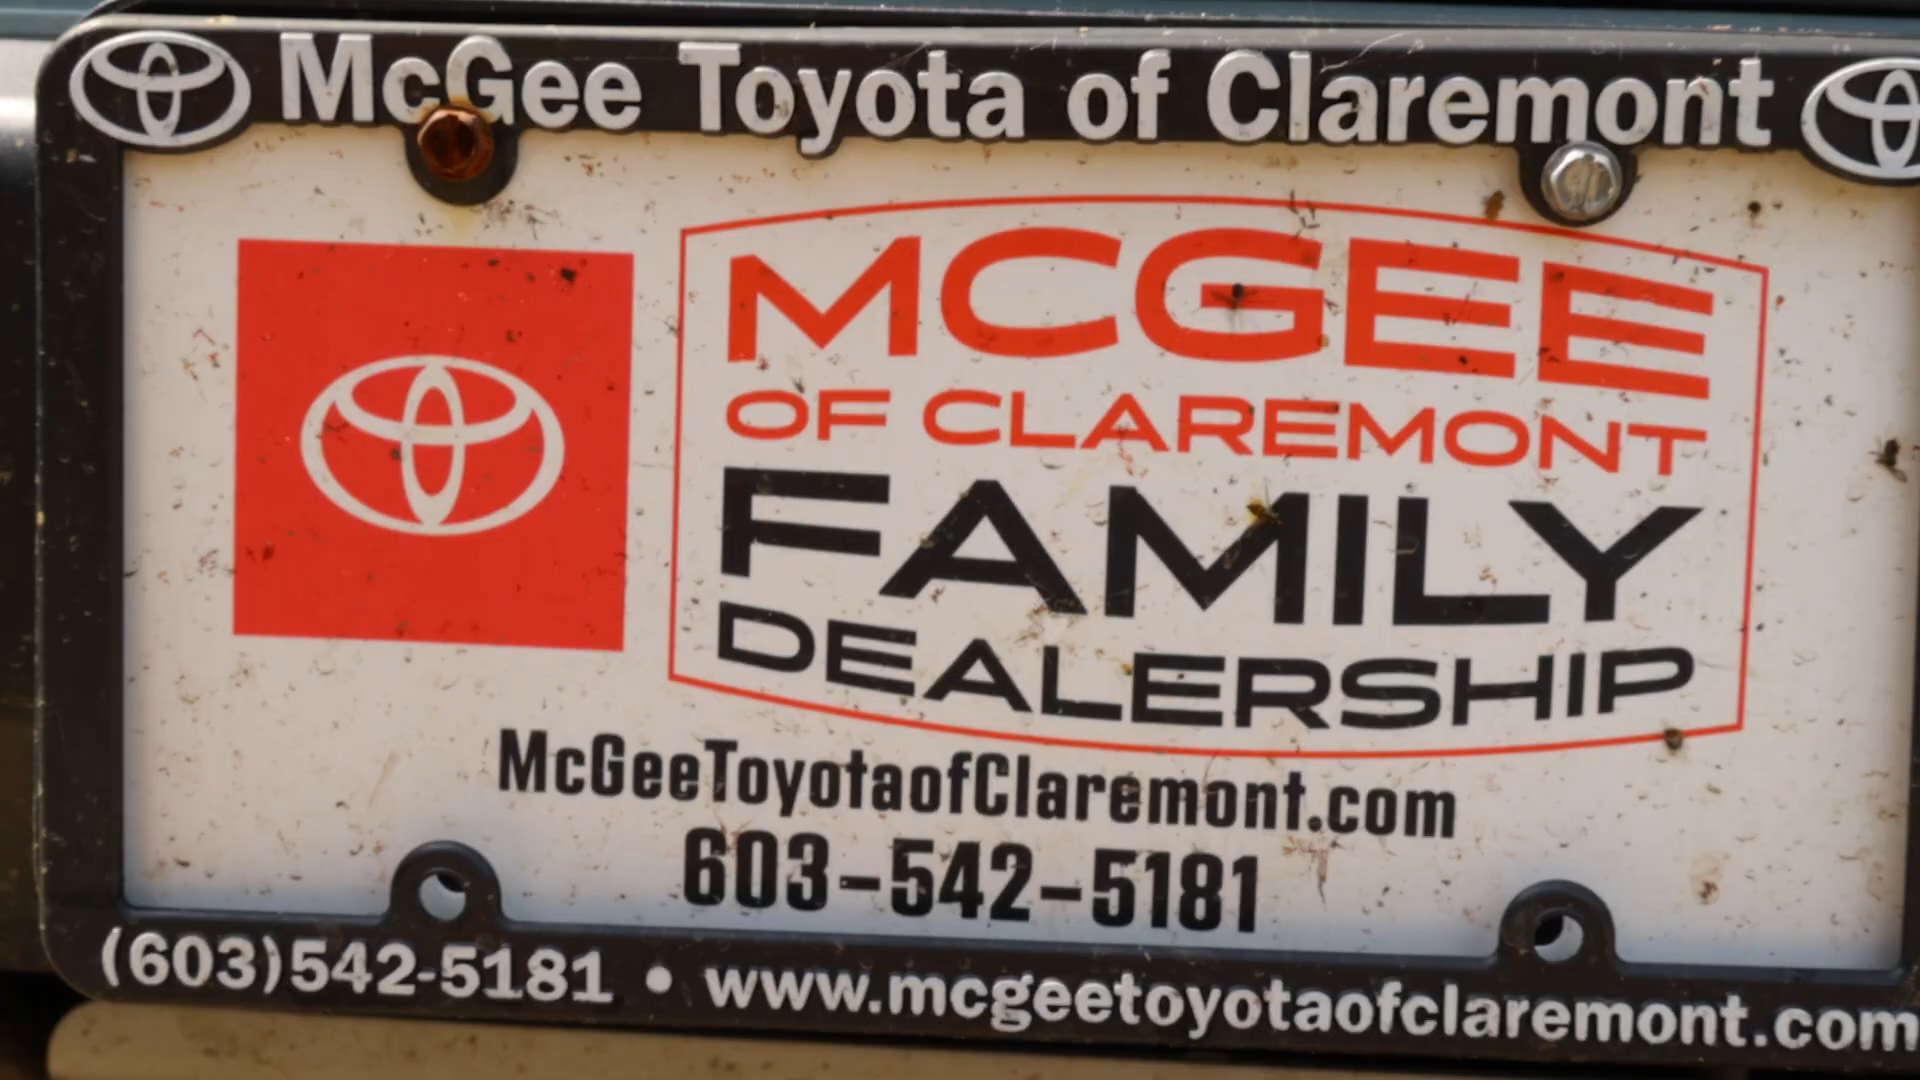 McGee Toyota of Claremont
MCGEE
OF CLAREMONT
FAMILY
DEALERSHIP
McGeeToyotaofClaremont.com
603-542-5181
(603)542-5181 • www.mcgeetoyotaofclaremont.com